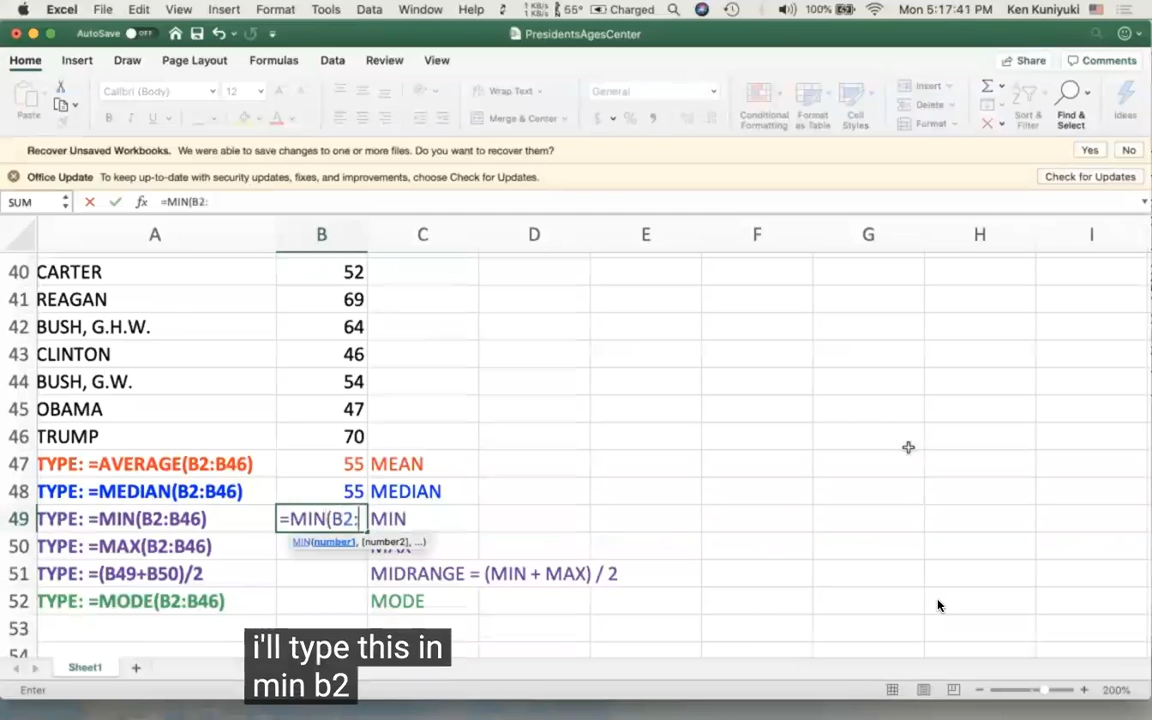 Excel File Edit View Insert Format Tools Data Window Help 1 KB/s 1 KB/s 55° Charged 100% Mon 5:17:41 PM Ken Kuniyuki
AutoSave OFF PresidentsAgesCenter
Home Insert Draw Page Layout Formulas Data Review View Share Comments
Paste Calibri (Body) 12 Wrap Text General Insert
B I U A Merge & Center $ % Conditional Formatting Format as Table Cell Styles Delete Format Sort & Filter Find & Select Ideas
Recover Unsaved Workbooks. We were able to save changes to one or more files. Do you want to recover them? Yes No
Office Update To keep up-to-date with security updates, fixes, and improvements, choose Check for Updates. Check for Updates
SUM fx =MIN(B2:
A B C D E F G H I
40 CARTER 52
41 REAGAN 69
42 BUSH, G.H.W. 64
43 CLINTON 46
44 BUSH, G.W. 54
45 OBAMA 47
46 TRUMP 70
47 TYPE: =AVERAGE(B2:B46) 55 MEAN
48 TYPE: =MEDIAN(B2:B46) 55 MEDIAN
49 TYPE: =MIN(B2:B46) =MIN(B2: MIN
MIN(number1, [number2], ...)
50 TYPE: =MAX(B2:B46) MAX
51 TYPE: =(B49+B50)/2 MIDRANGE = (MIN + MAX) / 2
52 TYPE: =MODE(B2:B46) MODE
53
54
i'll type this in
min b2
Sheet1 +
Enter 200%